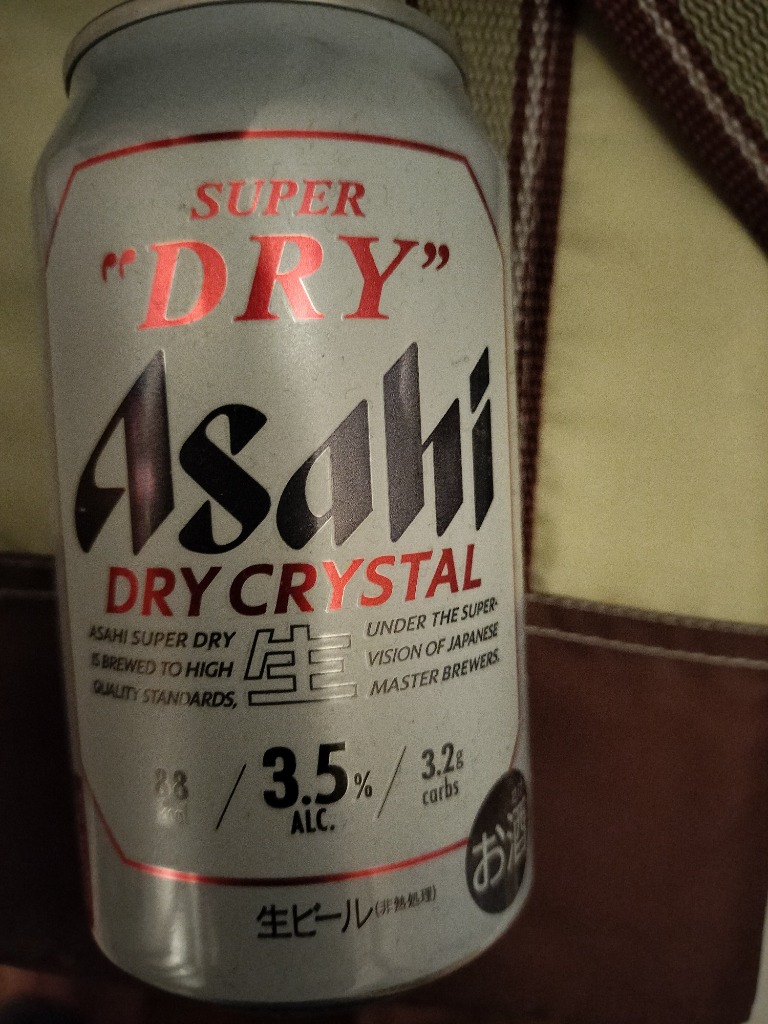 SUPER
"DRY"
Asahi
DRY CRYSTAL
ASAHI SUPER DRY
IS BREWED TO HIGH
QUALITY STANDARDS,
生
UNDER THE SUPER-
VISION OF JAPANESE
MASTER BREWERS.
88
kcal
3.5%
ALC.
3.2g
carbs
お酒
生ビール(非熱処理)